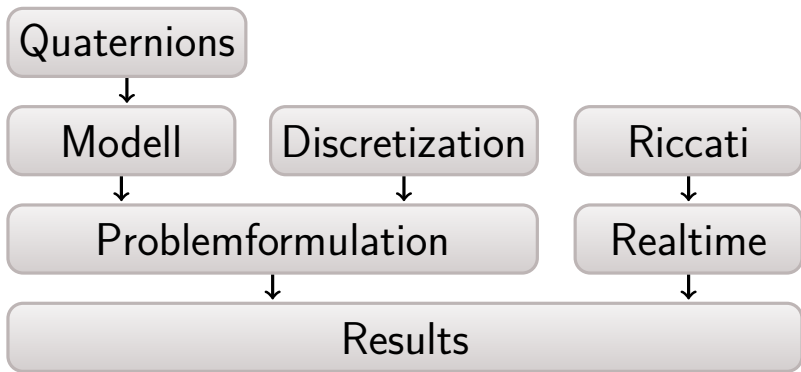 Quaternions
Modell
Discretization
Riccati
Problemformulation
Realtime
Results